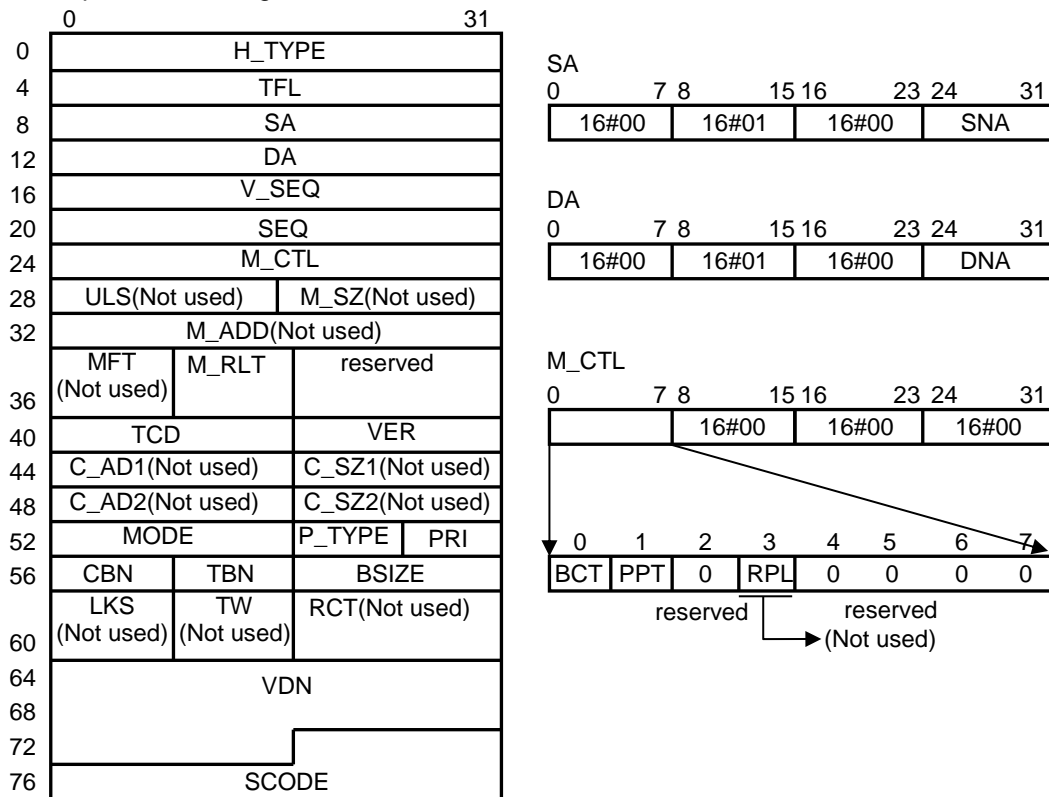 0 31
0 H_TYPE
4 TFL
8 SA
12 DA
16 V_SEQ
20 SEQ
24 M_CTL
28 ULS(Not used) M_SZ(Not used)
32 M_ADD(Not used)
MFT M_RLT reserved
(Not used)
36
40 TCD VER
44 C_AD1(Not used) C_SZ1(Not used)
48 C_AD2(Not used) C_SZ2(Not used)
52 MODE P_TYPE PRI
56 CBN TBN BSIZE
LKS TW RCT(Not used)
(Not used) (Not used)
60
64 VDN
68
72
76 SCODE
SA
0 7 8 15 16 23 24 31
16#00 16#01 16#00 SNA
DA
0 7 8 15 16 23 24 31
16#00 16#01 16#00 DNA
M_CTL
0 7 8 15 16 23 24 31
16#00 16#00 16#00
0 1 2 3 4 5 6 7
BCT PPT 0 RPL 0 0 0 0
reserved reserved
(Not used)